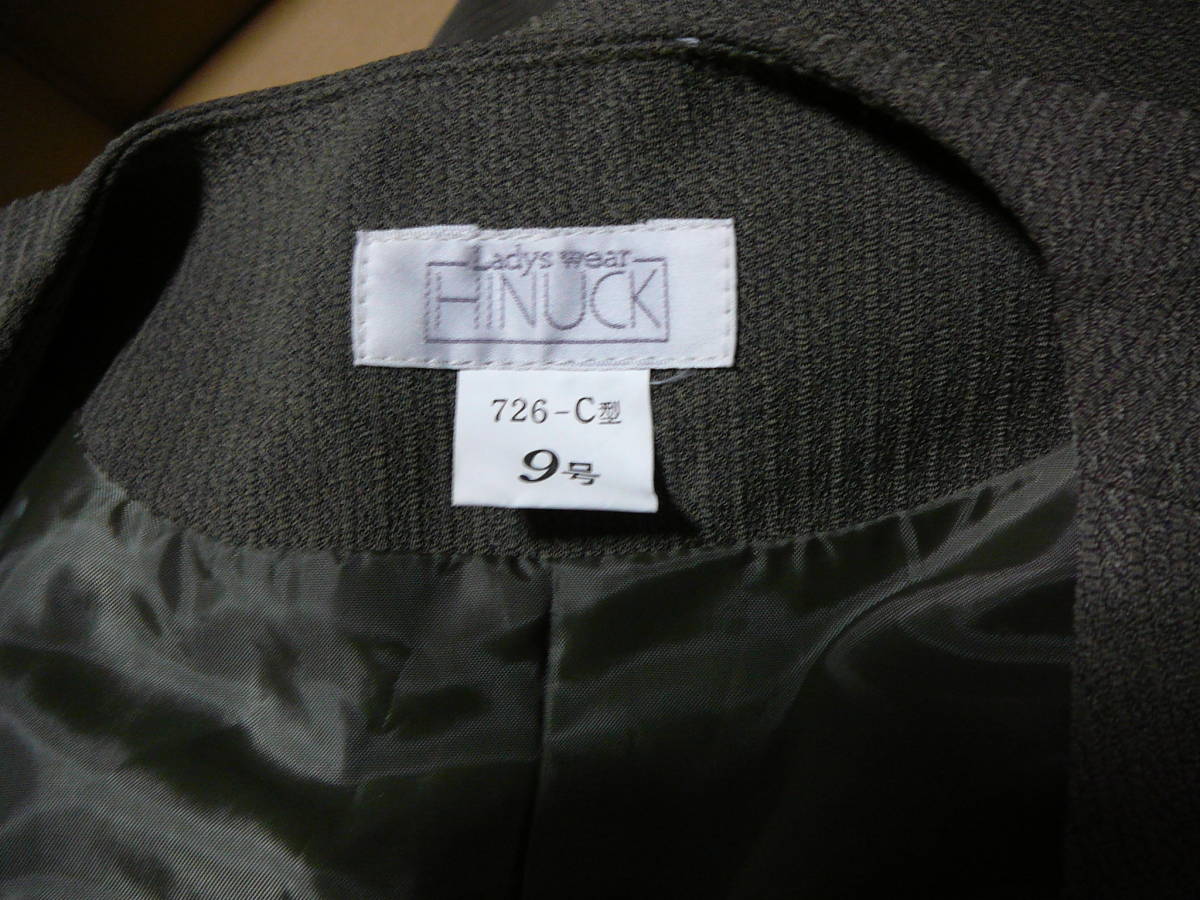 Ladys wear
HINUCK
726-C型
9号